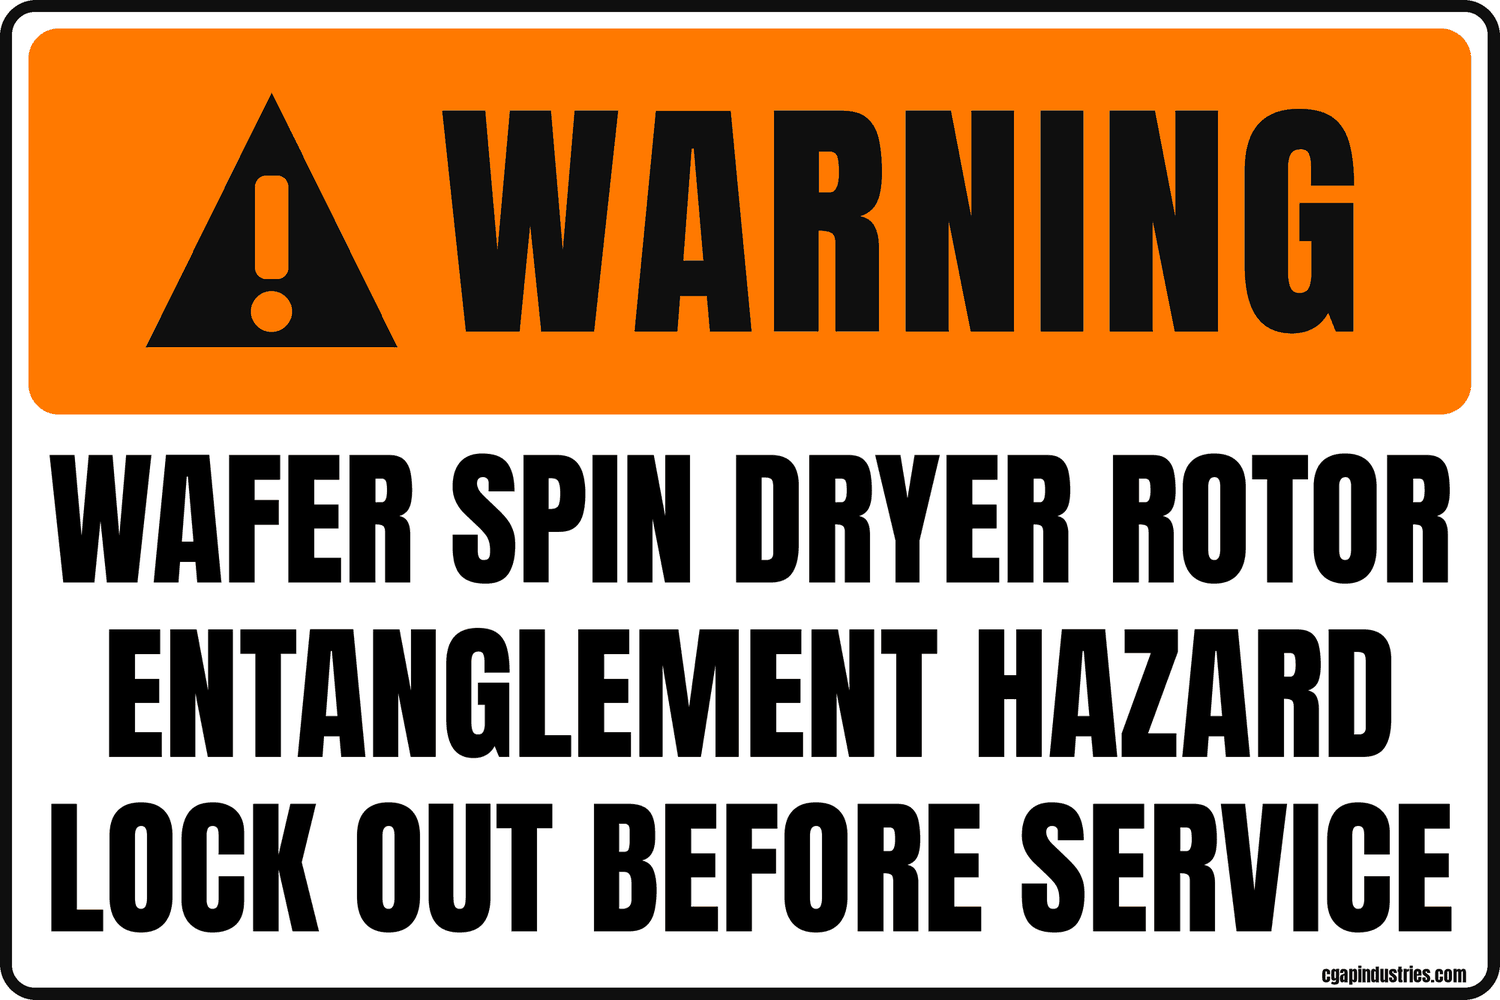 WARNING
WAFER SPIN DRYER ROTOR
ENTANGLEMENT HAZARD
LOCK OUT BEFORE SERVICE
cgapindustries.com